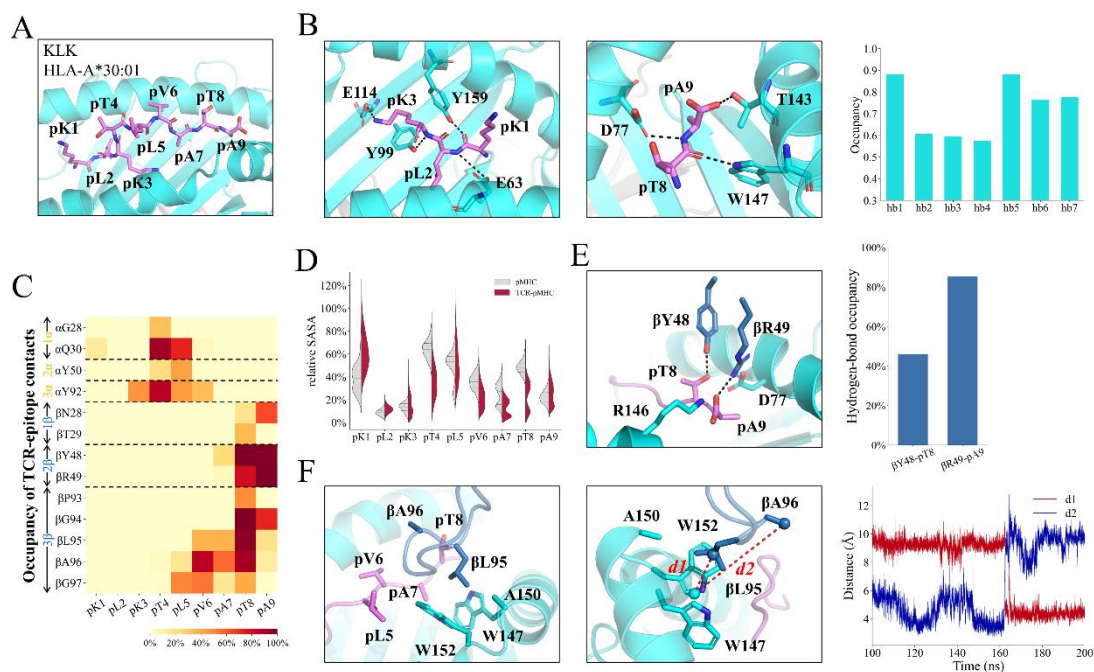 A
KLK
HLA-A*30:01
pT4
pV6
pT8
pK1
pL5
pA7
pA9
pL2
pK3
B
E114
pK3
Y159
pK1
Y99
pL2
E63
pA9
T143
D77
pT8
W147
Occupancy
1.0
0.9
0.8
0.7
0.6
0.5
0.4
0.3
hb1 hb2 hb3 hb4 hb5 hb6 hb7
C
Occupancy of TCR-epitope contacts
1α
2α
3α
1β
2β
3β
αG28
αQ30
αY50
αY92
βN28
βT29
βY48
βR49
βP93
βG94
βL95
βA96
βG97
pK1 pL2 pK3 pT4 pL5 pV6 pA7 pT8 pA9
0% 20% 40% 60% 80% 100%
D
pMHC
TCR-pMHC
relative SASA
120%
100%
80%
60%
40%
20%
0%
pK1 pL2 pK3 pT4 pL5 pV6 pA7 pT8 pA9
E
βY48
βR49
pT8
D77
R146
pA9
Hydrogen-bond occupancy
100%
80%
60%
40%
20%
0%
βY48-pT8
βR49-pA9
F
βA96
pT8
pV6
βL95
pA7
A150
pL5
W147
W152
βA96
A150
W152
d1
d2
βL95
W147
d1
d2
Distance (Å)
12
10
8
6
4
100 120 140 160 180 200
Time (ns)